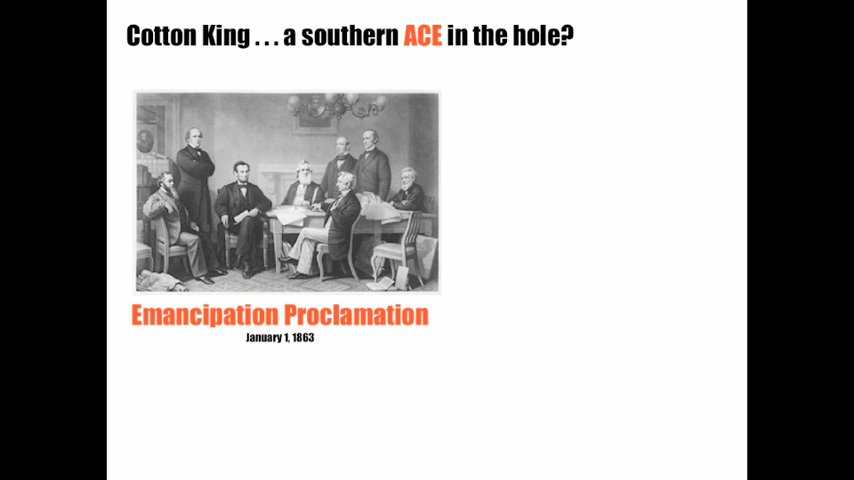 Cotton King . . . a southern ACE in the hole?
Emancipation Proclamation
January 1, 1863